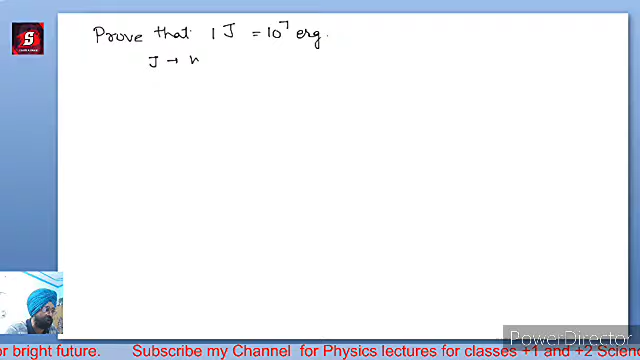 S
Prove that 1 J = 10⁷ erg.
J →
PowerDirector
or bright future. Subscribe my Channel for Physics lectures for classes +1 and +2 Scien